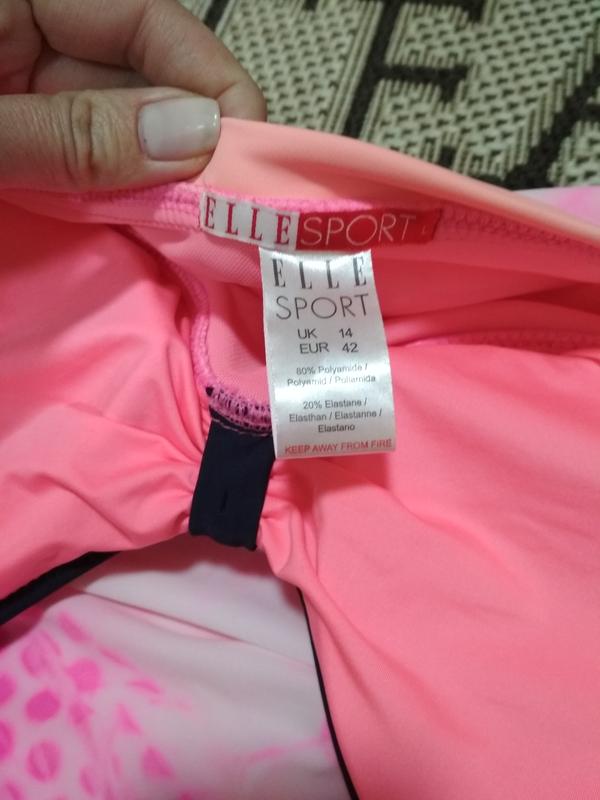 ELLE SPORT L
ELLE
SPORT
UK 14
EUR 42
80% Polyamide /
Polyamid / Poliamida
20% Elastane /
Elasthan / Elastanne /
Elastano
KEEP AWAY FROM FIRE